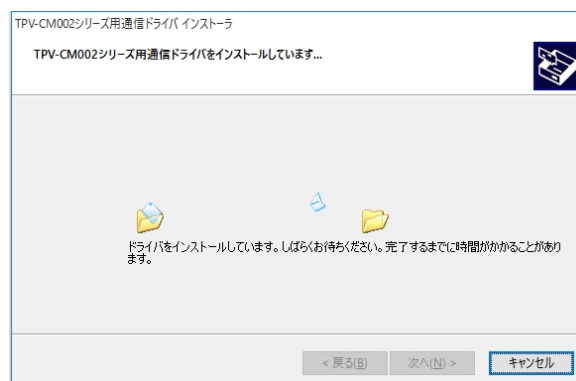 TPV-CM002シリーズ用通信ドライバ インストーラ
TPV-CM002シリーズ用通信ドライバをインストールしています...
ドライバをインストールしています。しばらくお待ちください。完了するまでに時間がかかることがあり
ます。
< 戻る(B) 次へ(N) > キャンセル